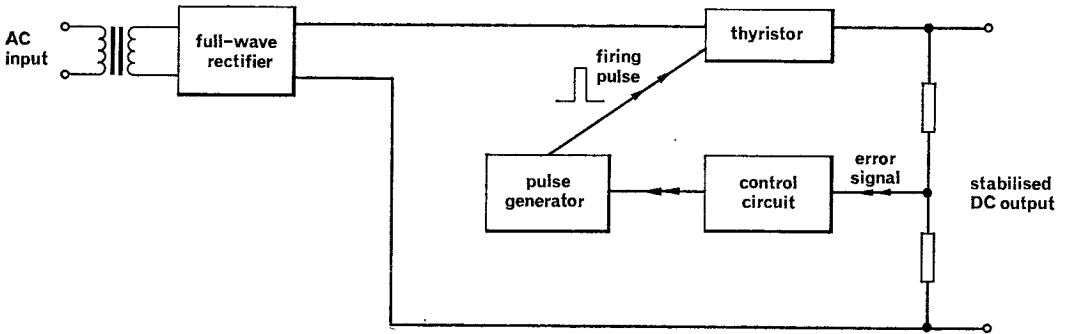 AC
input
full-wave
rectifier
firing
pulse
thyristor
pulse
generator
control
circuit
error
signal
stabilised
DC output